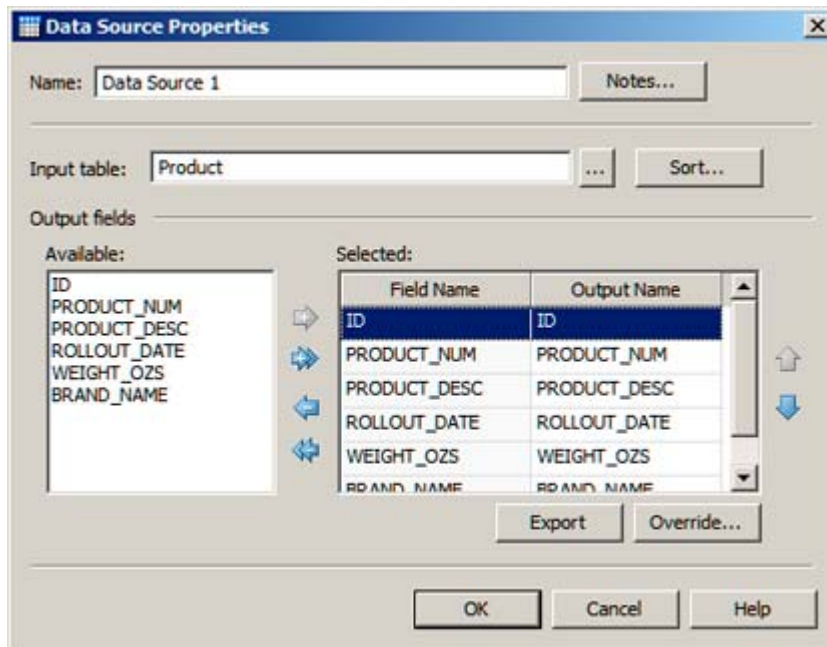 Data Source Properties
Name: Data Source 1 Notes...
Input table: Product ... Sort...
Output fields
Available: Selected:
ID
PRODUCT_NUM
PRODUCT_DESC
ROLLOUT_DATE
WEIGHT_OZS
BRAND_NAME
Field Name Output Name
ID ID
PRODUCT_NUM PRODUCT_NUM
PRODUCT_DESC PRODUCT_DESC
ROLLOUT_DATE ROLLOUT_DATE
WEIGHT_OZS WEIGHT_OZS
BRAND_NAME BRAND_NAME
Export Override...
OK Cancel Help